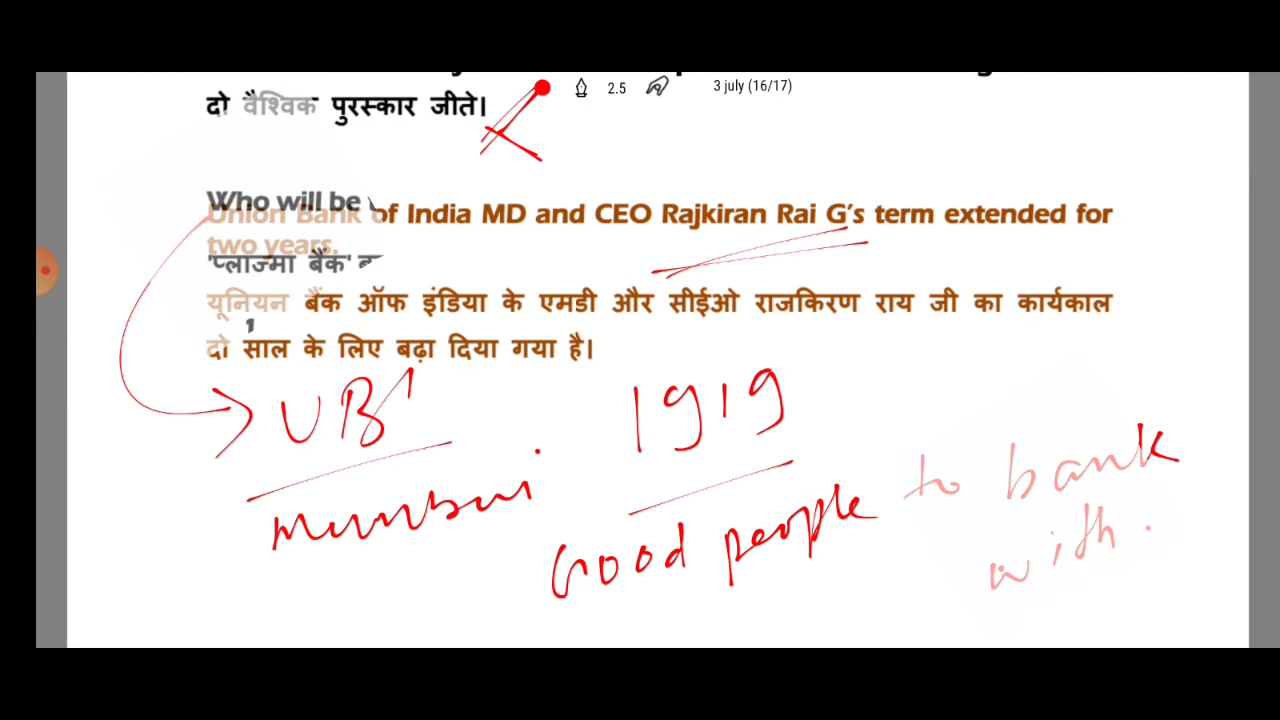 2.5
3 july (16/17)
दो वैश्विक पुरस्कार जीते।
Who will be
Union Bank of India MD and CEO Rajkiran Rai G's term extended for
two years.
'प्लाज्मा बैंक'
यूनियन बैंक ऑफ इंडिया के एमडी और सीईओ राजकिरण राय जी का कार्यकाल
दो साल के लिए बढ़ा दिया गया है।
UBI 1919
mumbai
Good people to bank
with.